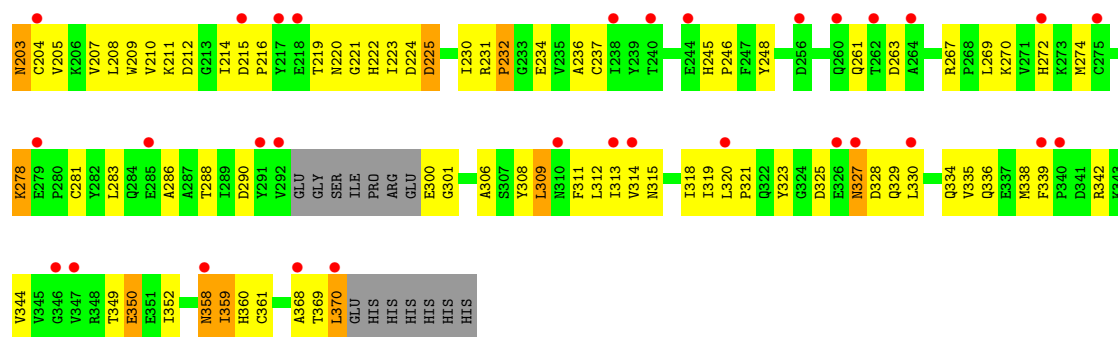 N203 C204 V205 K206 V207 L208 W209 V210 K211 D212 G213 I214 D215 P216 Y217 E218 T219 N220 G221 H222 I223 D224 D225 I230 R231 P232 G233 E234 V235 A236 C237 I238 Y239 T240 E244 H245 P246 F247 Y248 D256 Q260 Q261 T262 D263 A264 R267 P268 L269 K270 V271 H272 K273 M274 C275
K278 E279 P280 C281 Y282 L283 Q284 E285 A286 A287 T288 I289 D290 Y291 V292 GLU GLY SER ILE PRO ARG GLU E300 G301 A306 S307 Y308 L309 N310 F311 L312 I313 V314 N315 I318 I319 L320 P321 Q322 Y323 G324 D325 E326 N327 D328 Q329 L330 Q334 V335 Q336 E337 M338 F339 P340 D341 R342
V344 V345 G346 V347 R348 T349 E350 E351 I352 N358 I359 H360 C361 A368 T369 L370 GLU HIS HIS HIS HIS HIS HIS